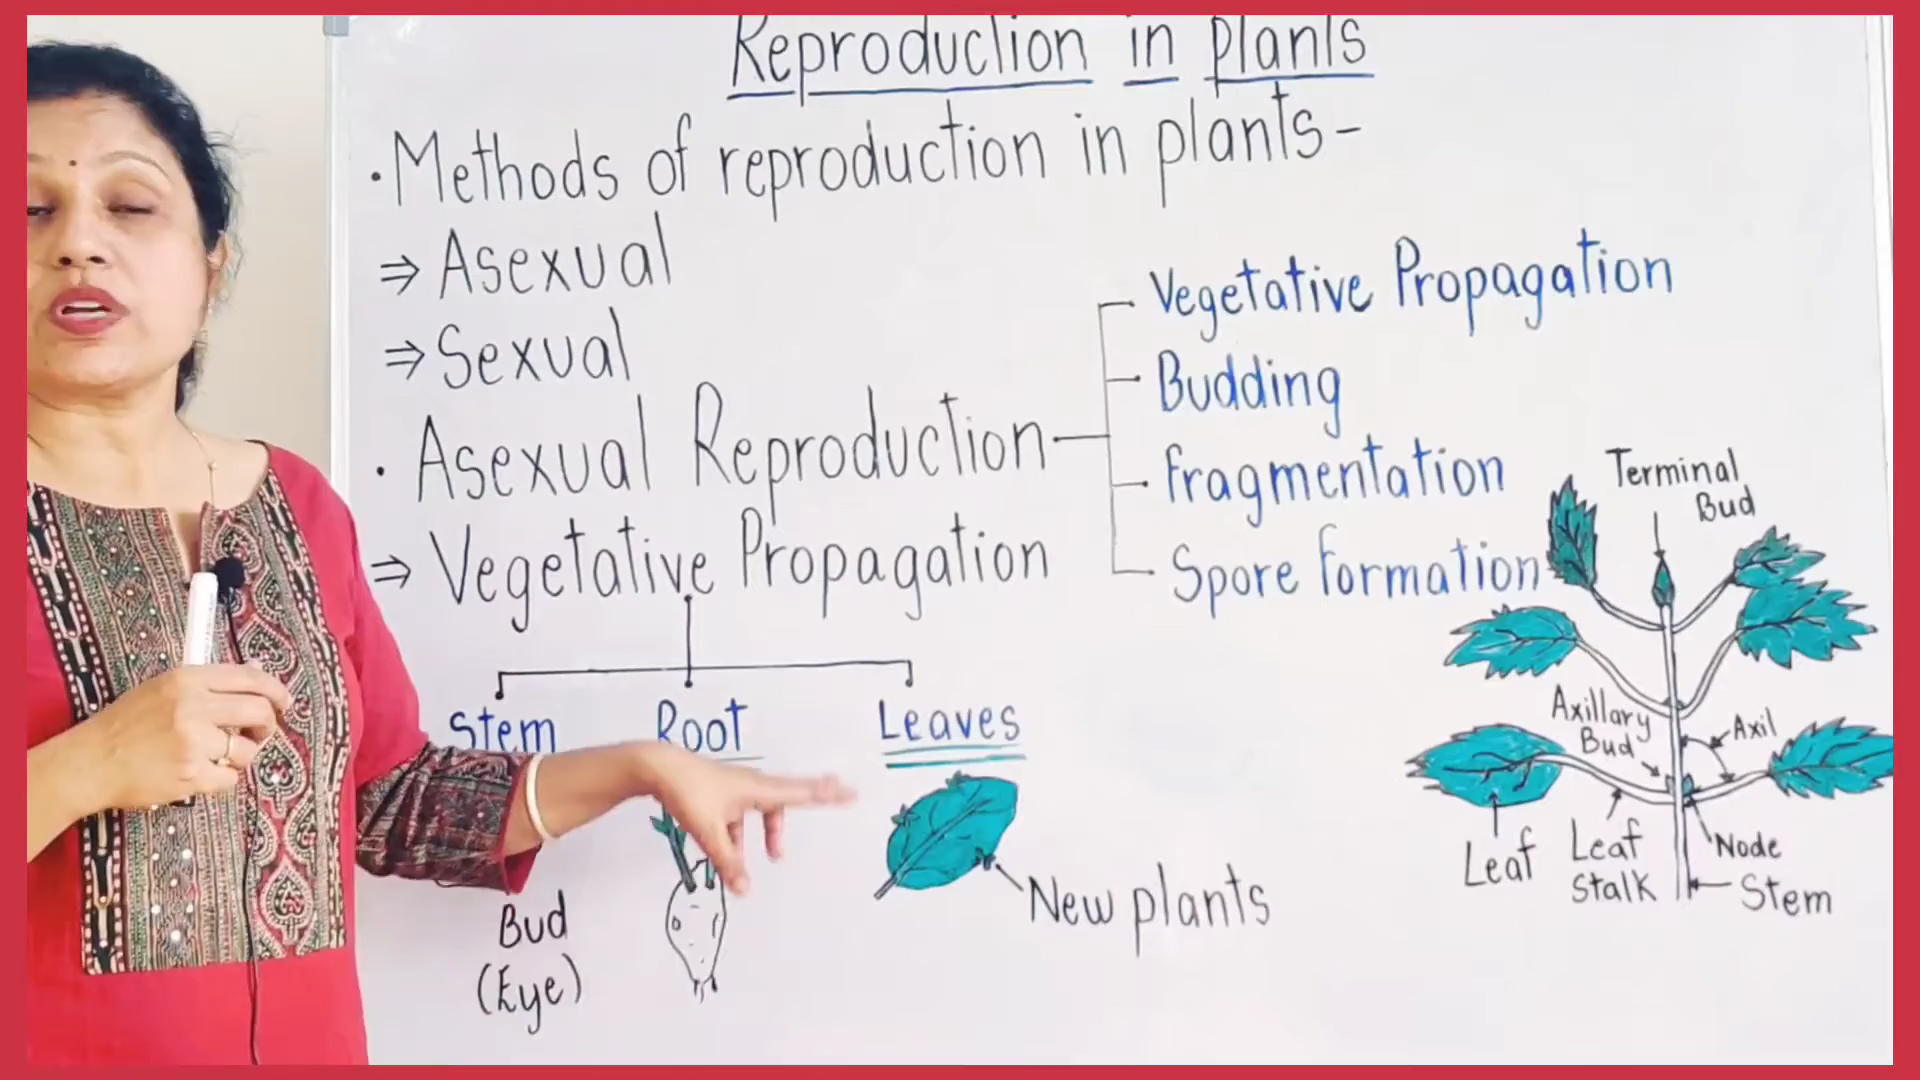 Reproduction in plants
• Methods of reproduction in plants-
⇒ Asexual
⇒ Sexual
• Asexual Reproduction
Vegetative Propagation
Budding
Fragmentation
Spore Formation
⇒ Vegetative Propagation
Stem
Root
Leaves
Bud
(Eye)
New plants
Terminal
Bud
Axillary
Bud
Axil
Leaf
Leaf
Stalk
Node
Stem